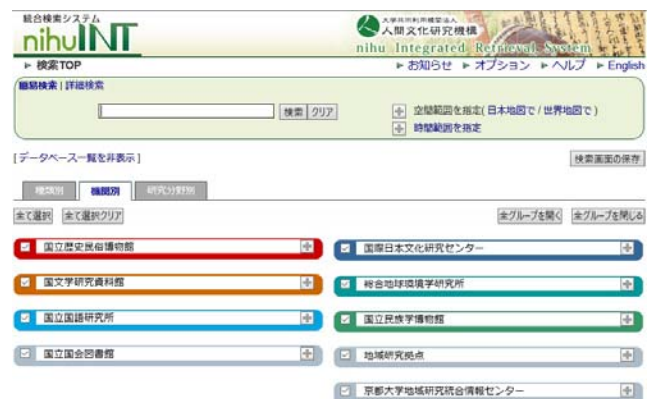 統合検索システム
nihuINT
大学共同利用機関法人
人間文化研究機構
nihu Integrated Retrieval System
検索TOP
お知らせ オプション ヘルプ English
簡易検索 | 詳細検索
検索 クリア
空間範囲を指定( 日本地図で / 世界地図で )
時間範囲を指定
[データベース一覧を非表示]
検索画面の保存
種類別 機関別 研究分野別
全て選択 全て選択クリア
全グループを開く 全グループを閉じる
国立歴史民俗博物館
国際日本文化研究センター
国文学研究資料館
総合地球環境学研究所
国立国語研究所
国立民族学博物館
国立国会図書館
地域研究拠点
京都大学地域研究統合情報センター